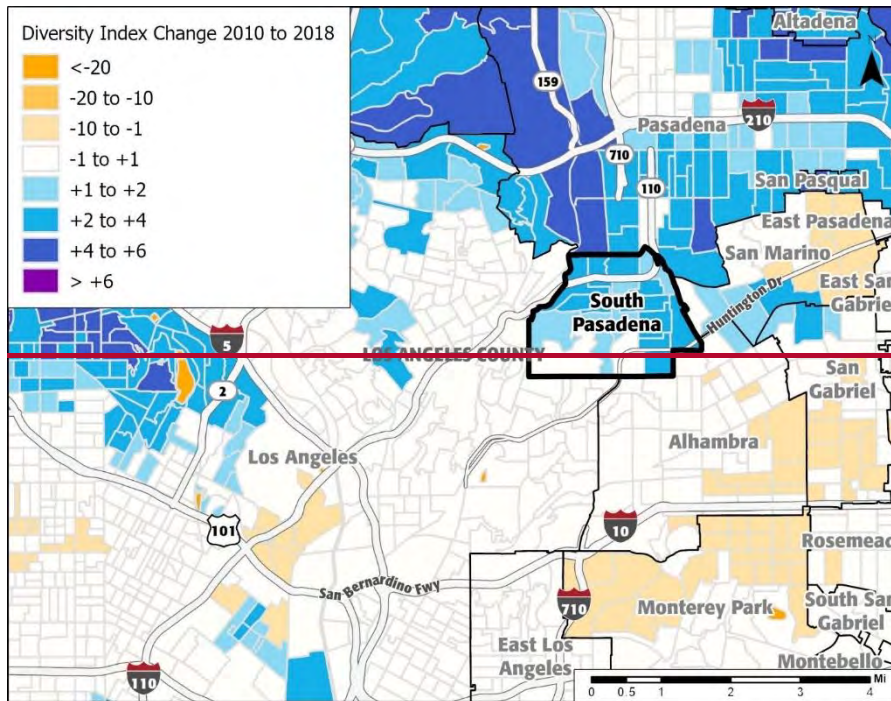 Diversity Index Change 2010 to 2018
<-20
-20 to -10
-10 to -1
-1 to +1
+1 to +2
+2 to +4
+4 to +6
> +6
Altadena
159
210
Pasadena
710
110
San Pasqual
East Pasadena
San Marino
East San
Gabriel
Huntington Dr
South
Pasadena
5
LOS ANGELES COUNTY
2
San
Gabriel
Los Angeles
Alhambra
101
10
Rosemead
San Bernardino Fwy
710
Monterey Park
South San
Gabriel
East Los
Angeles
Montebello
110
Mi
0 0.5 1 2 3 4